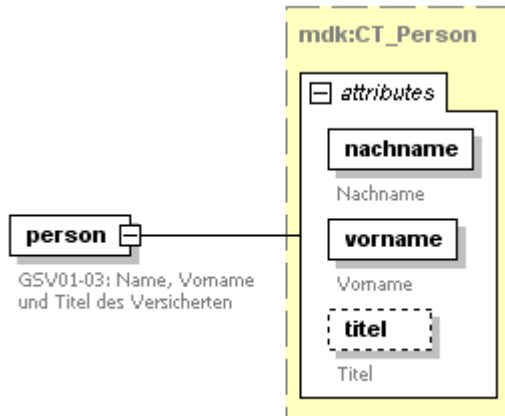 mdk:CT_Person
attributes
nachname
Nachname
person
GSV01-03: Name, Vorname
und Titel des Versicherten
vorname
Vorname
titel
Titel